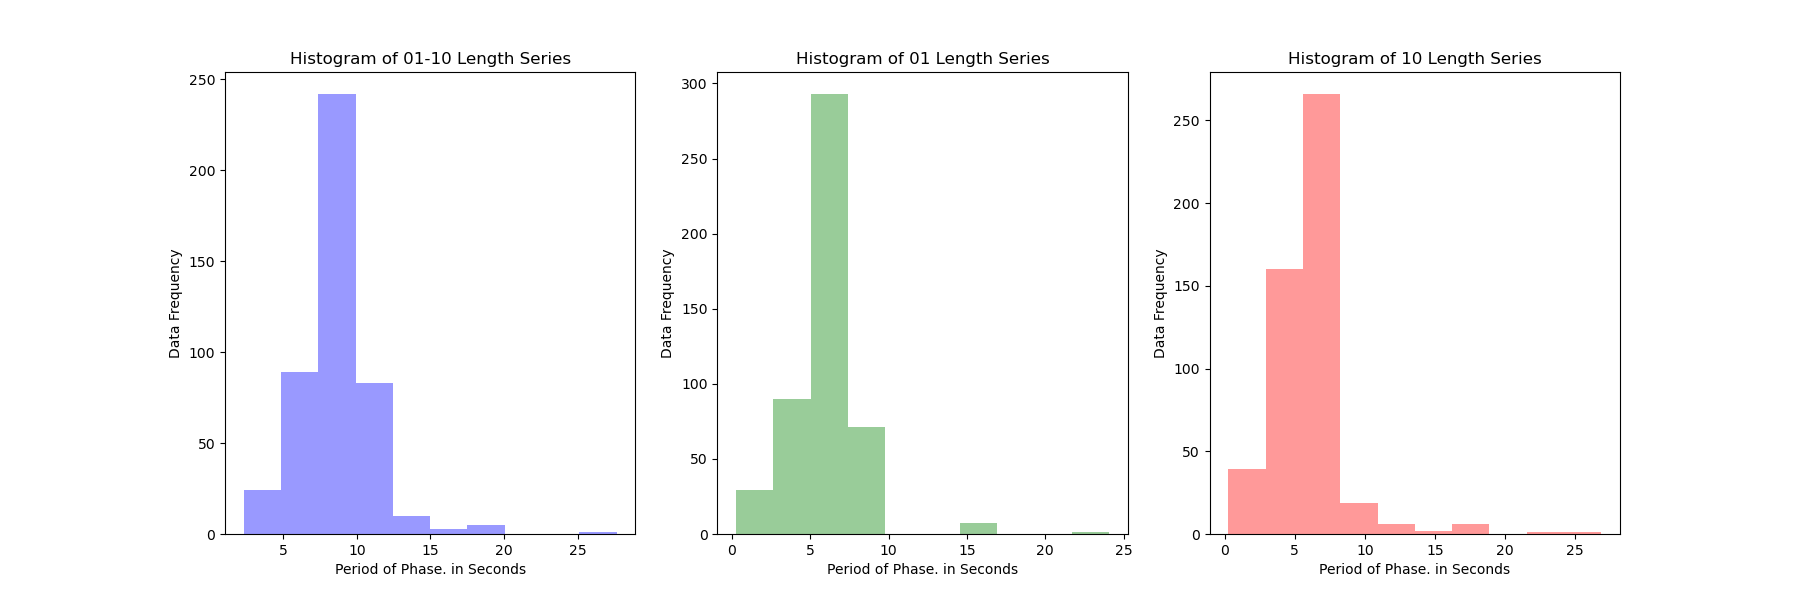 Histogram of 01-10 Length Series
250
200
150
100
50
0
Data Frequency
5 10 15 20 25
Period of Phase. in Seconds
Histogram of 01 Length Series
300
250
200
150
100
50
0
Data Frequency
0 5 10 15 20 25
Period of Phase. in Seconds
Histogram of 10 Length Series
250
200
150
100
50
0
Data Frequency
0 5 10 15 20 25
Period of Phase. in Seconds